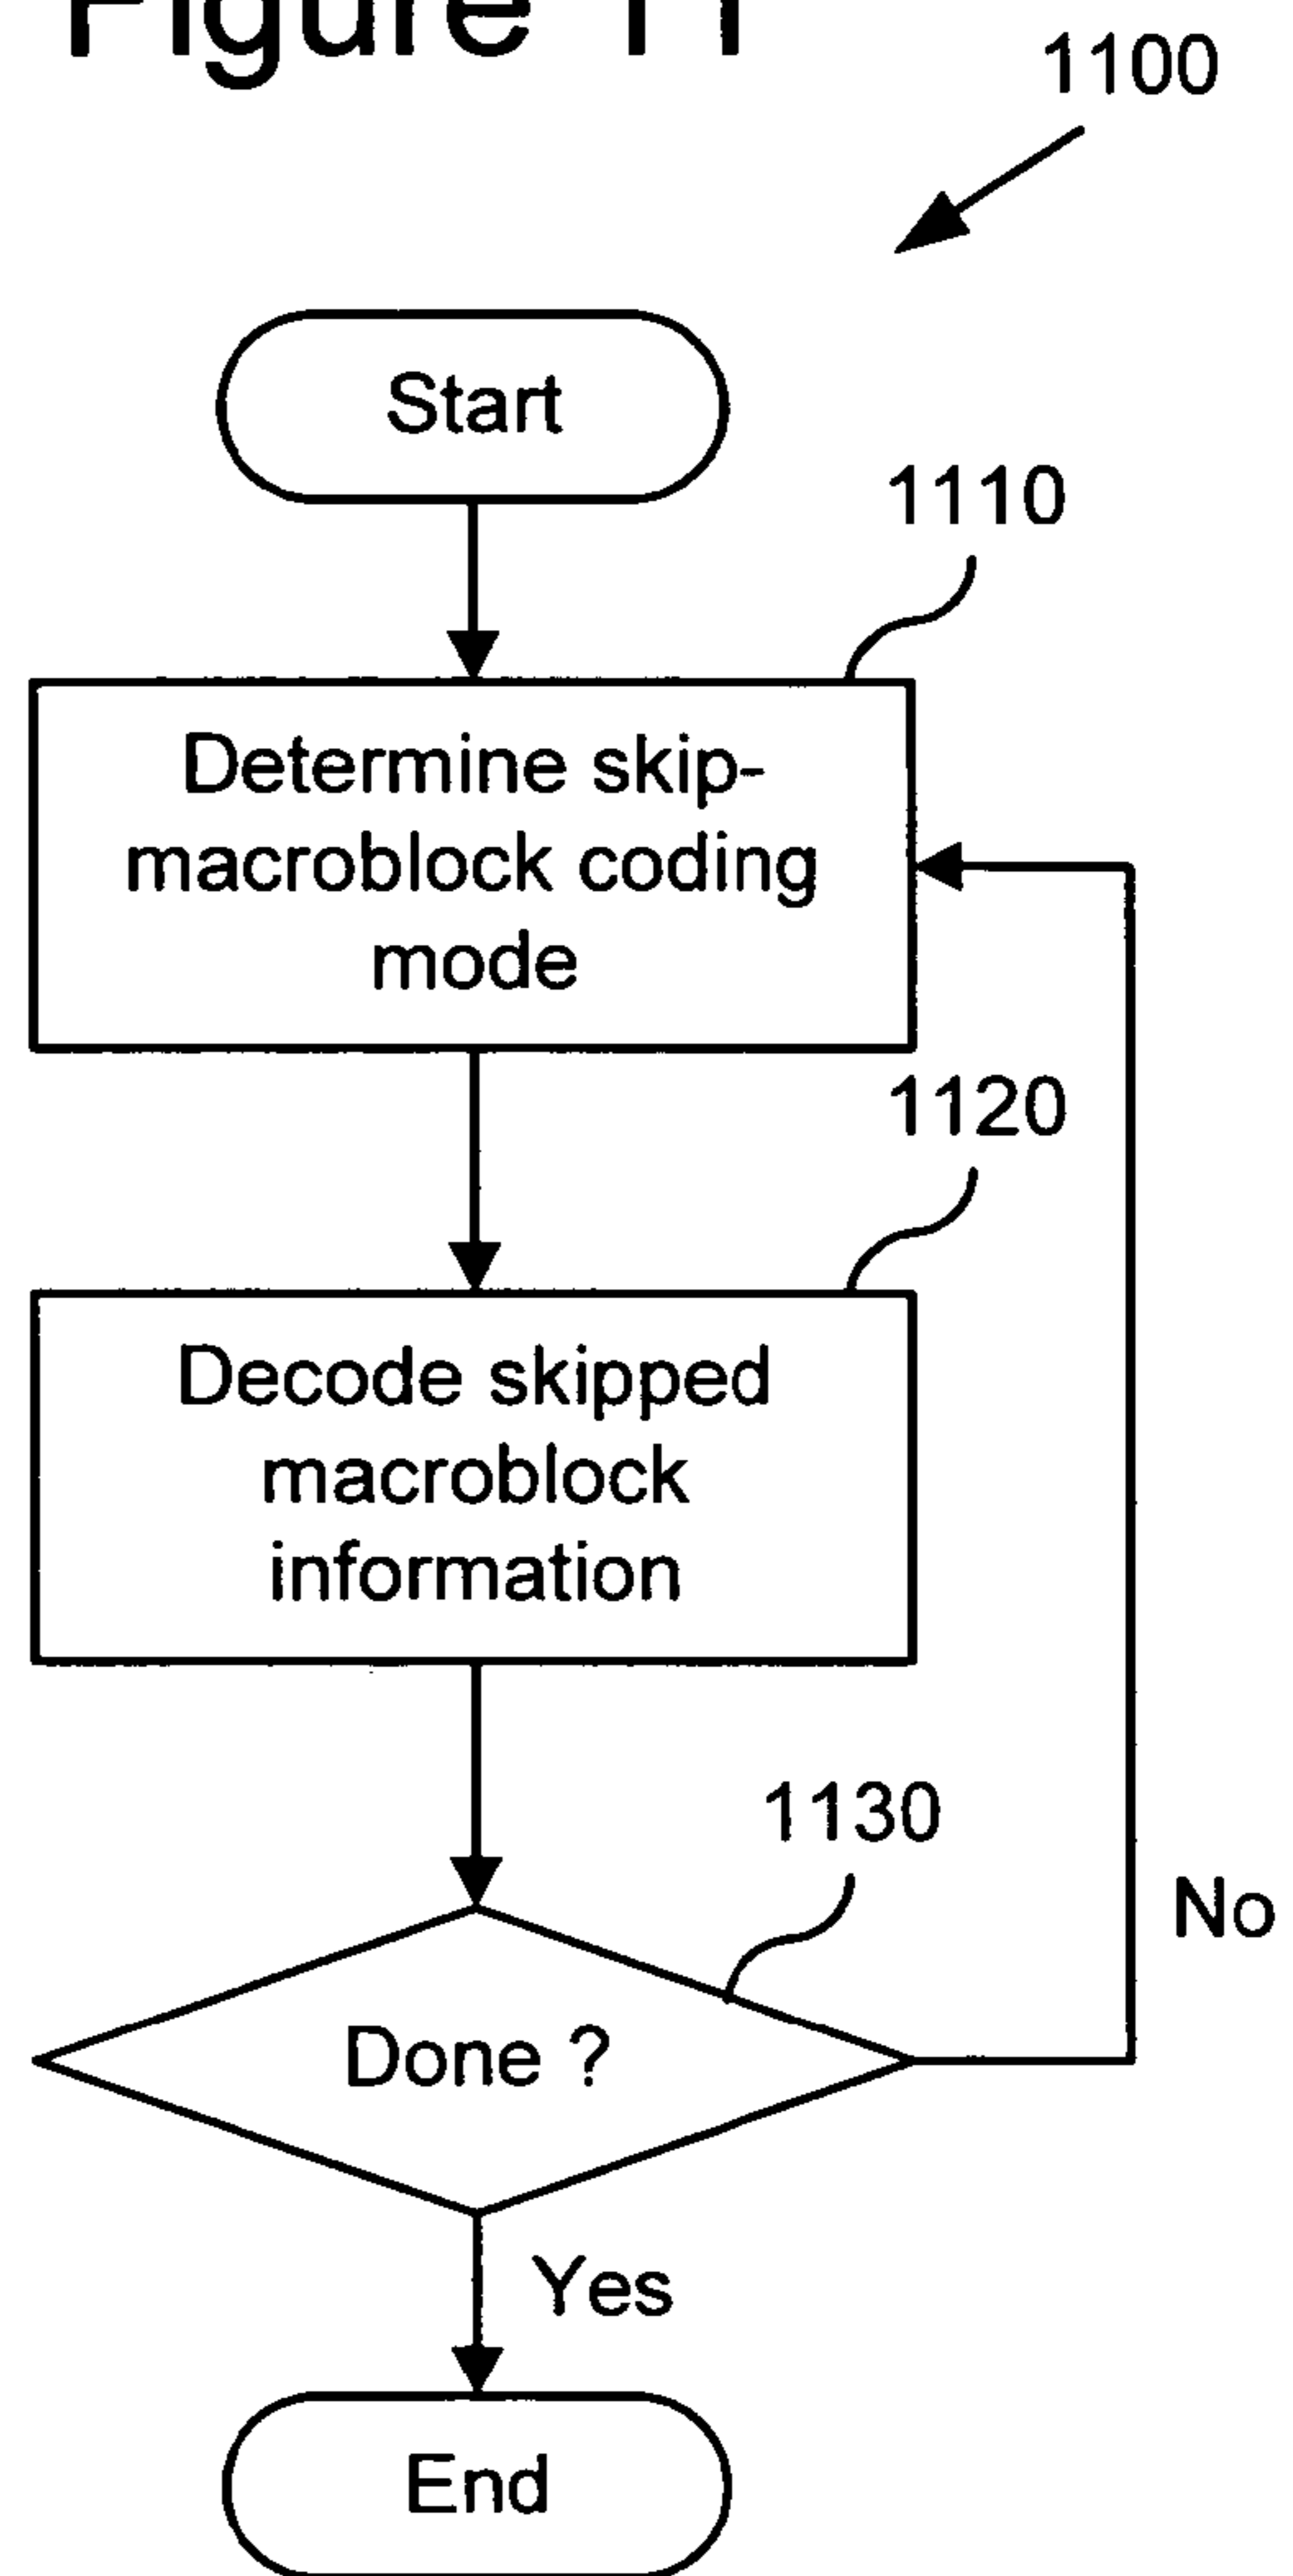 Figure 11
1100
Start
1110
Determine skip-
macroblock coding
mode
1120
Decode skipped
macroblock
information
1130
Done ?
No
Yes
End